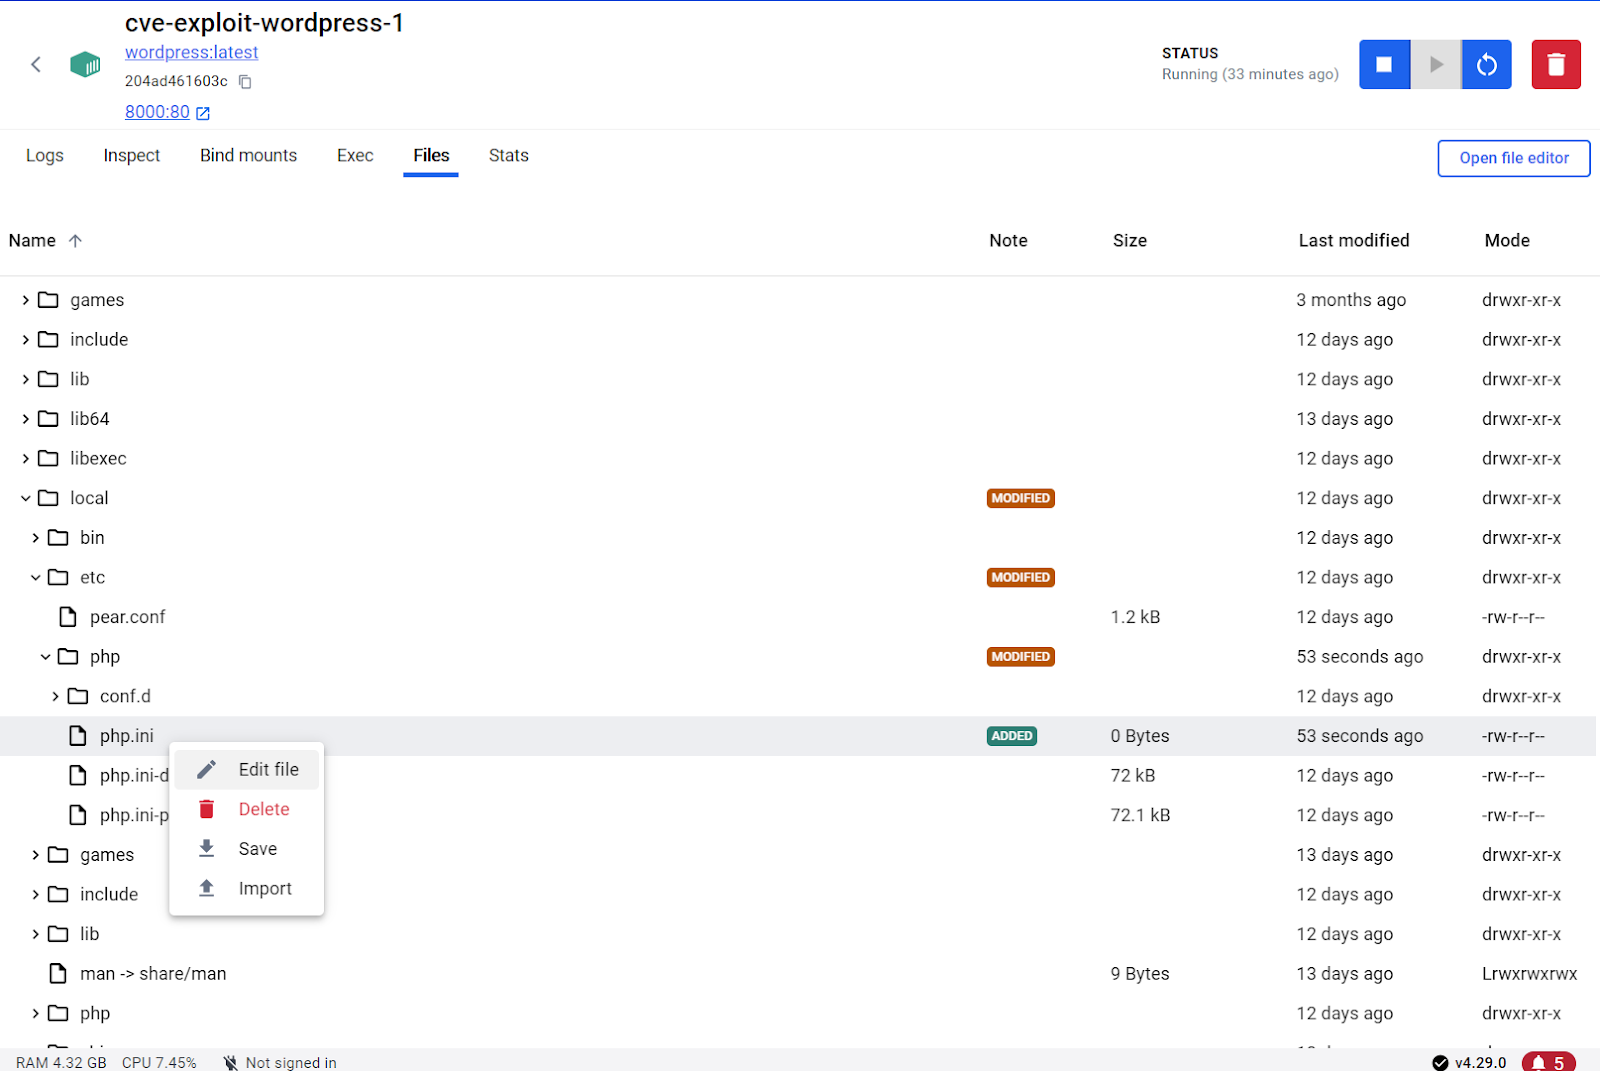 cve-exploit-wordpress-1
wordpress:latest
204ad461603c
8000:80
STATUS
Running (33 minutes ago)
Logs Inspect Bind mounts Exec Files Stats
Open file editor
Name Note Size Last modified Mode
games 3 months ago drwxr-xr-x
include 12 days ago drwxr-xr-x
lib 12 days ago drwxr-xr-x
lib64 13 days ago drwxr-xr-x
libexec 12 days ago drwxr-xr-x
local MODIFIED 12 days ago drwxr-xr-x
bin 12 days ago drwxr-xr-x
etc MODIFIED 12 days ago drwxr-xr-x
pear.conf 1.2 kB 12 days ago -rw-r--r--
php MODIFIED 53 seconds ago drwxr-xr-x
conf.d 12 days ago drwxr-xr-x
php.ini ADDED 0 Bytes 53 seconds ago -rw-r--r--
php.ini-d 72 kB 12 days ago -rw-r--r--
php.ini-p 72.1 kB 12 days ago -rw-r--r--
Edit file
Delete
Save
Import
games 13 days ago drwxr-xr-x
include 12 days ago drwxr-xr-x
lib 12 days ago drwxr-xr-x
man -> share/man 9 Bytes 13 days ago Lrwxrwxrwx
php 12 days ago drwxr-xr-x
RAM 4.32 GB CPU 7.45% Not signed in v4.29.0 5